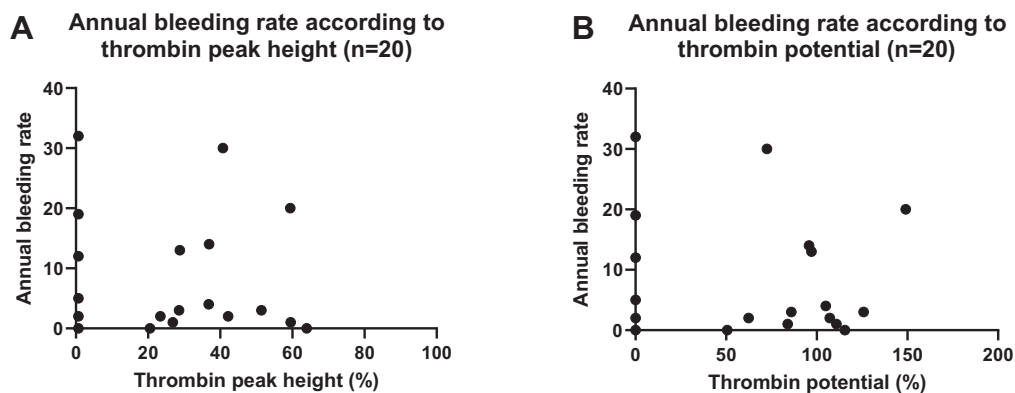 A
Annual bleeding rate according to
thrombin peak height (n=20)
Annual bleeding rate
40
30
20
10
0
0 20 40 60 80 100
Thrombin peak height (%)
B
Annual bleeding rate according to
thrombin potential (n=20)
Annual bleeding rate
40
30
20
10
0
0 50 100 150 200
Thrombin potential (%)